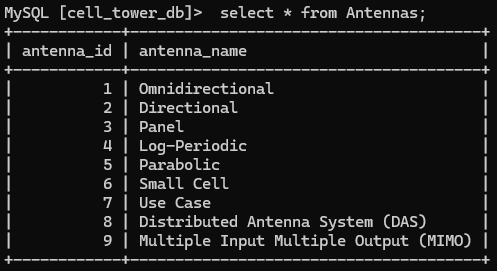 MySQL [cell_tower_db]>  select * from Antennas;
+------------+---------------------------------------+
| antenna_id | antenna_name                          |
+------------+---------------------------------------+
|          1 | Omnidirectional                       |
|          2 | Directional                           |
|          3 | Panel                                 |
|          4 | Log-Periodic                          |
|          5 | Parabolic                             |
|          6 | Small Cell                            |
|          7 | Use Case                              |
|          8 | Distributed Antenna System (DAS)      |
|          9 | Multiple Input Multiple Output (MIMO) |
+------------+---------------------------------------+